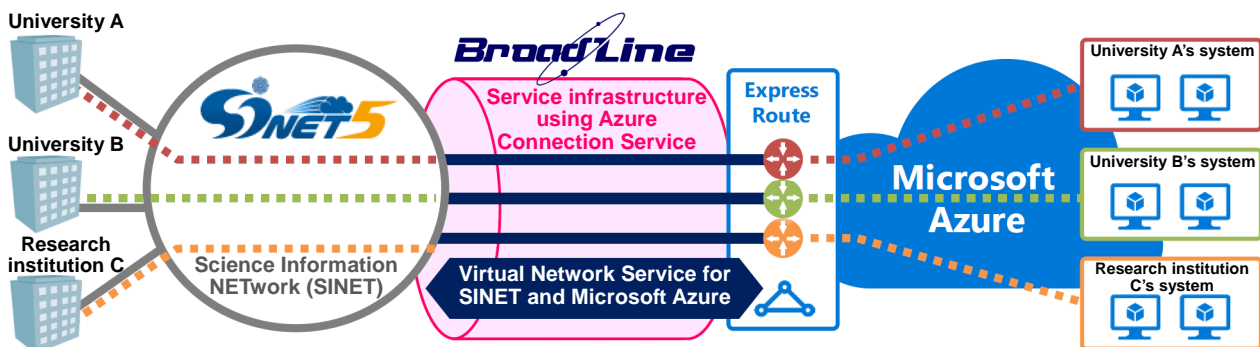 University A
University B
Research
institution C
SINET5
Science Information
NETwork (SINET)
BroadLine
Service infrastructure
using Azure
Connection Service
Virtual Network Service for
SINET and Microsoft Azure
Express
Route
Microsoft
Azure
University A's system
University B's system
Research institution
C's system